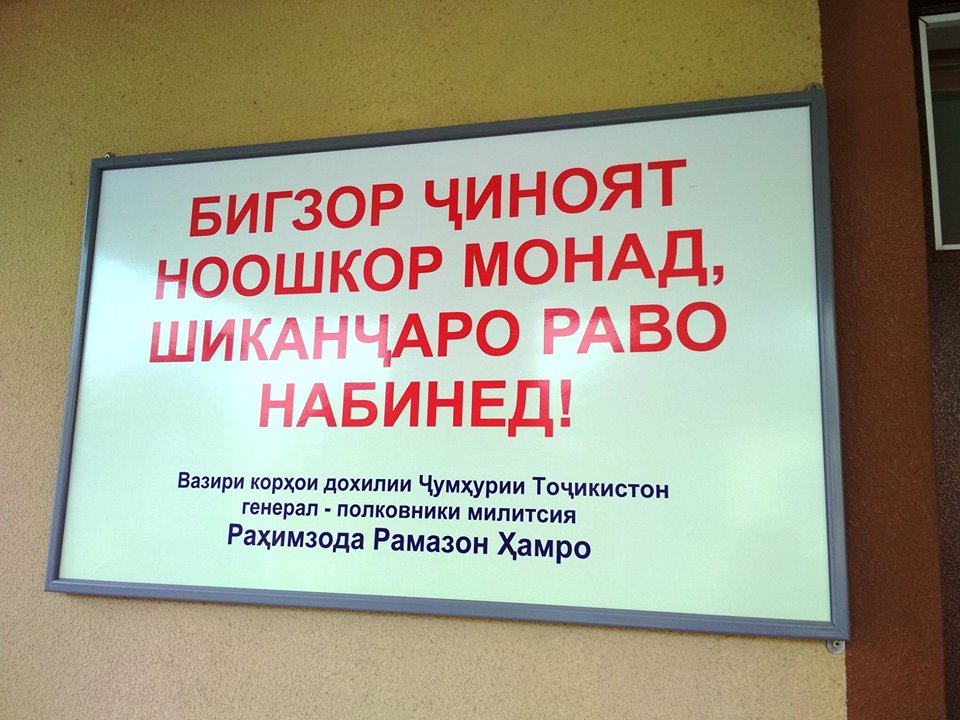 БИГЗОР ҶИНОЯТ
НООШКОР МОНАД,
ШИКАНҶАРО РАВО
НАБИНЕД!
Вазири корҳои дохилии Ҷумҳурии Тоҷикистон
генерал - полковники милитсия
Раҳимзода Рамазон Ҳамро